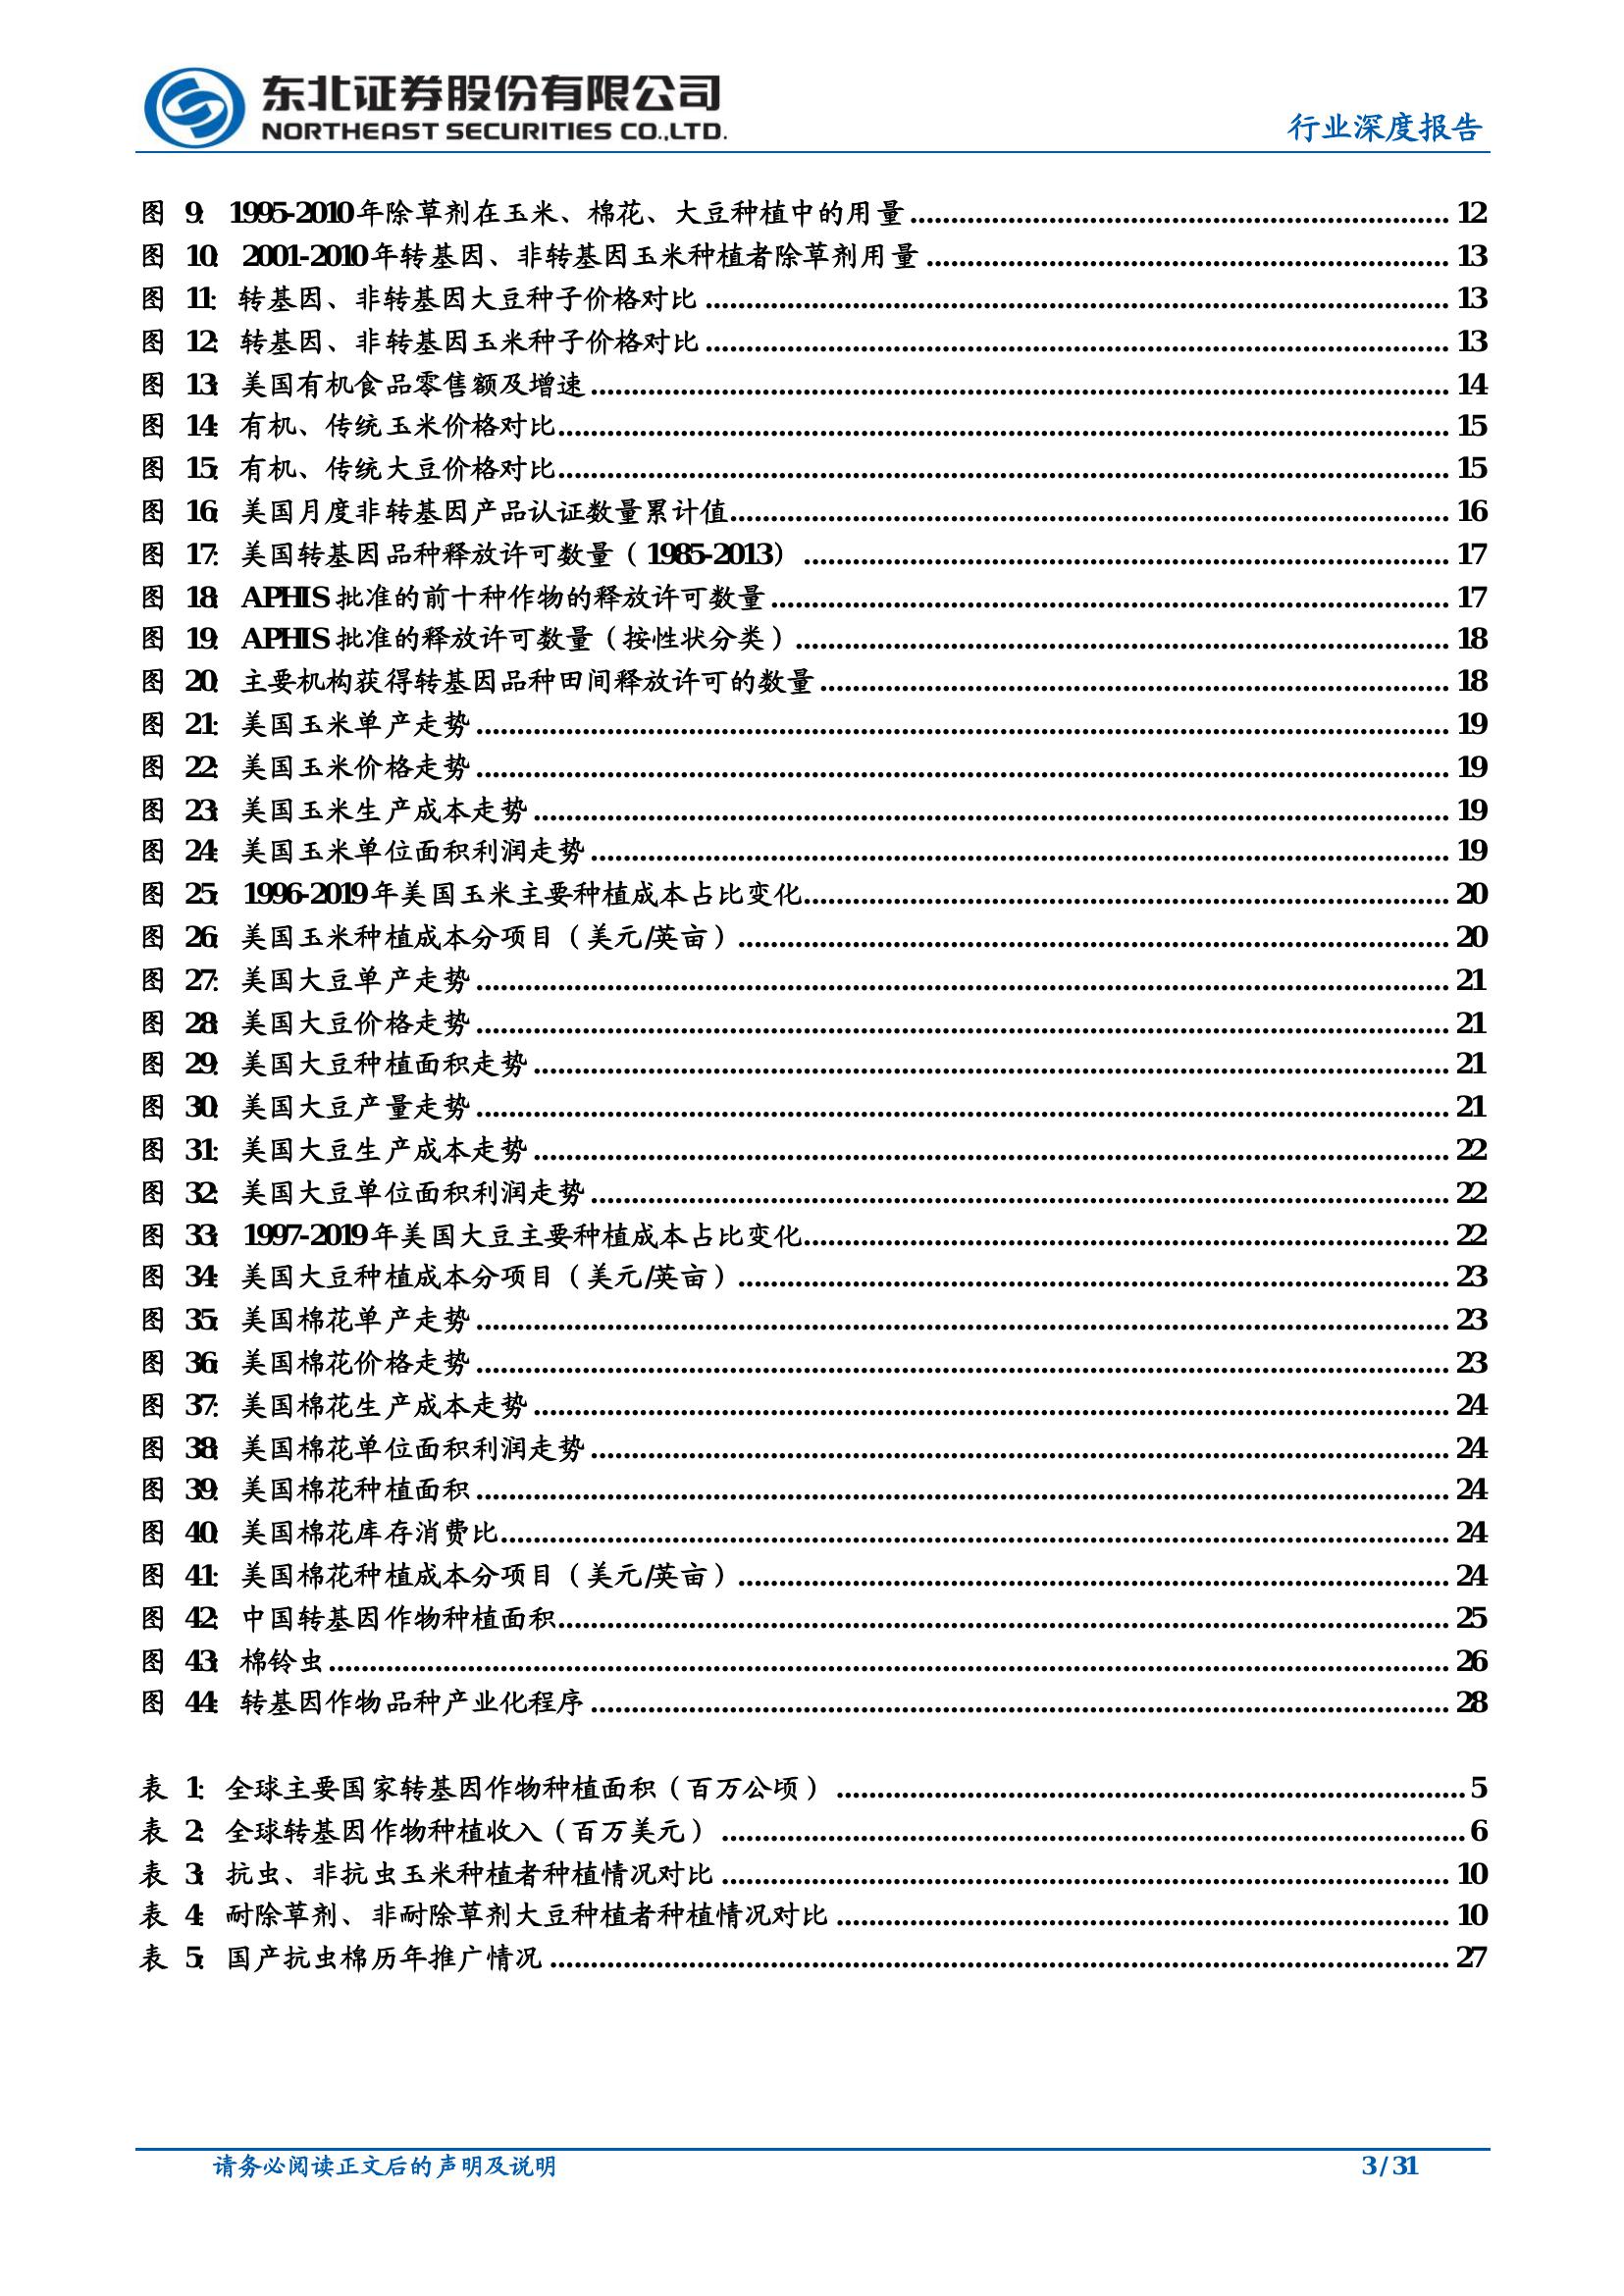 东北证券股份有限公司
NORTHEAST SECURITIES CO.,LTD.
行业深度报告
图 9：1995-2010年除草剂在玉米、棉花、大豆种植中的用量 12
图 10：2001-2010年转基因、非转基因玉米种植者除草剂用量 13
图 11：转基因、非转基因大豆种子价格对比 13
图 12：转基因、非转基因玉米种子价格对比 13
图 13：美国有机食品零售额及增速 14
图 14：有机、传统玉米价格对比 15
图 15：有机、传统大豆价格对比 15
图 16：美国月度非转基因产品认证数量累计值 16
图 17：美国转基因品种释放许可数量（1985-2013） 17
图 18：APHIS 批准的前十种作物的释放许可数量 17
图 19：APHIS 批准的释放许可数量（按性状分类） 18
图 20：主要机构获得转基因品种田间释放许可的数量 18
图 21：美国玉米单产走势 19
图 22：美国玉米价格走势 19
图 23：美国玉米生产成本走势 19
图 24：美国玉米单位面积利润走势 19
图 25：1996-2019年美国玉米主要种植成本占比变化 20
图 26：美国玉米种植成本分项目（美元/英亩） 20
图 27：美国大豆单产走势 21
图 28：美国大豆价格走势 21
图 29：美国大豆种植面积走势 21
图 30：美国大豆产量走势 21
图 31：美国大豆生产成本走势 22
图 32：美国大豆单位面积利润走势 22
图 33：1997-2019年美国大豆主要种植成本占比变化 22
图 34：美国大豆种植成本分项目（美元/英亩） 23
图 35：美国棉花单产走势 23
图 36：美国棉花价格走势 23
图 37：美国棉花生产成本走势 24
图 38：美国棉花单位面积利润走势 24
图 39：美国棉花种植面积 24
图 40：美国棉花库存消费比 24
图 41：美国棉花种植成本分项目（美元/英亩） 24
图 42：中国转基因作物种植面积 25
图 43：棉铃虫 26
图 44：转基因作物品种产业化程序 28
表 1：全球主要国家转基因作物种植面积（百万公顷） 5
表 2：全球转基因作物种植收入（百万美元） 6
表 3：抗虫、非抗虫玉米种植者种植情况对比 10
表 4：耐除草剂、非耐除草剂大豆种植者种植情况对比 10
表 5：国产抗虫棉历年推广情况 27
请务必阅读正文后的声明及说明
3 / 31